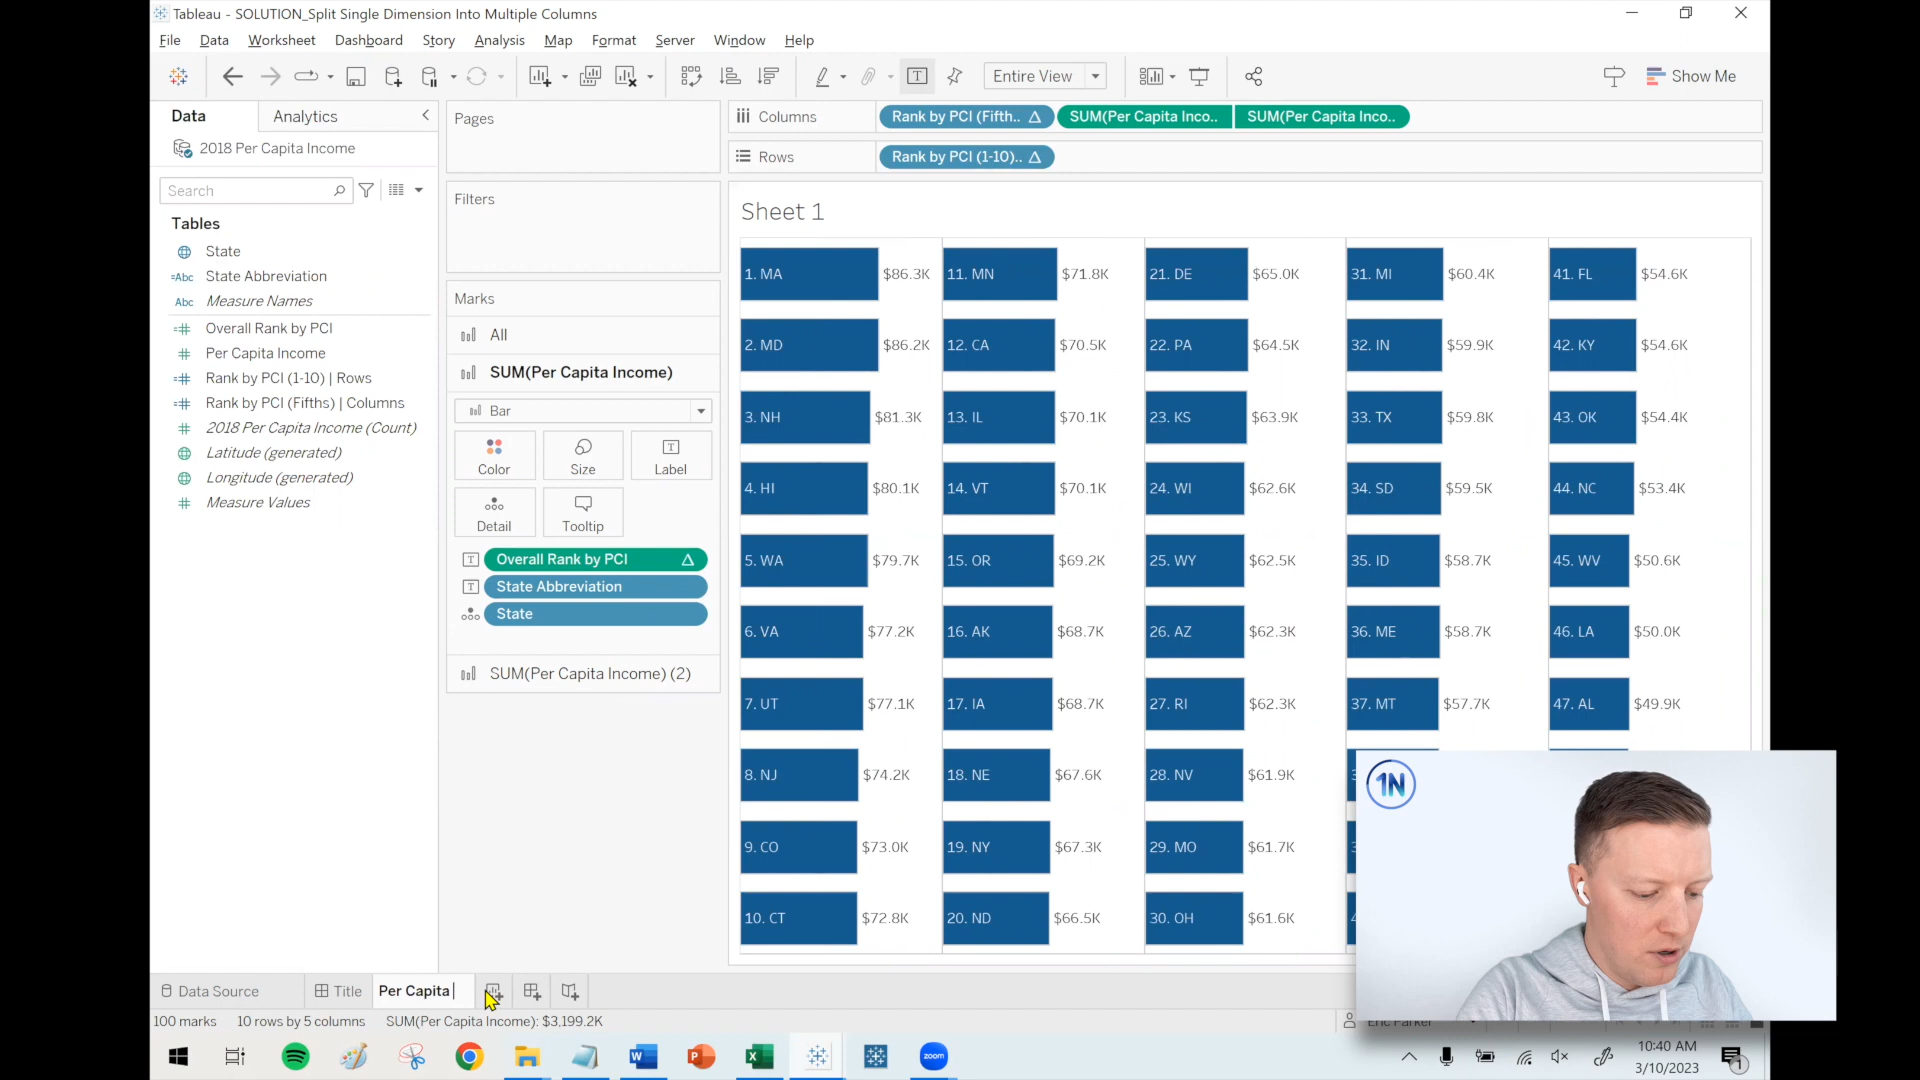 Tableau - SOLUTION_Split Single Dimension Into Multiple Columns
File Data Worksheet Dashboard Story Analysis Map Format Server Window Help
Entire View
Show Me
Data Analytics
2018 Per Capita Income
Search
Tables
State
Abc State Abbreviation
Abc Measure Names
Overall Rank by PCI
Per Capita Income
Rank by PCI (1-10) | Rows
Rank by PCI (Fifths) | Columns
2018 Per Capita Income (Count)
Latitude (generated)
Longitude (generated)
Measure Values
Pages
Filters
Marks
All
SUM(Per Capita Income)
Bar
Color Size Label
Detail Tooltip
Overall Rank by PCI
State Abbreviation
State
SUM(Per Capita Income) (2)
Columns Rank by PCI (Fifth.. SUM(Per Capita Inco.. SUM(Per Capita Inco..
Rows Rank by PCI (1-10)..
Sheet 1
1. MA $86.3K 11. MN $71.8K 21. DE $65.0K 31. MI $60.4K 41. FL $54.6K
2. MD $86.2K 12. CA $70.5K 22. PA $64.5K 32. IN $59.9K 42. KY $54.6K
3. NH $81.3K 13. IL $70.1K 23. KS $63.9K 33. TX $59.8K 43. OK $54.4K
4. HI $80.1K 14. VT $70.1K 24. WI $62.6K 34. SD $59.5K 44. NC $53.4K
5. WA $79.7K 15. OR $69.2K 25. WY $62.5K 35. ID $58.7K 45. WV $50.6K
6. VA $77.2K 16. AK $68.7K 26. AZ $62.3K 36. ME $58.7K 46. LA $50.0K
7. UT $77.1K 17. IA $68.7K 27. RI $62.3K 37. MT $57.7K 47. AL $49.9K
8. NJ $74.2K 18. NE $67.6K 28. NV $61.9K
9. CO $73.0K 19. NY $67.3K 29. MO $61.7K
10. CT $72.8K 20. ND $66.5K 30. OH $61.6K
1N
Data Source Title Per Capita
100 marks 10 rows by 5 columns SUM(Per Capita Income): $3,199.2K
Eric Parker
zoom
10:40 AM
3/10/2023
1